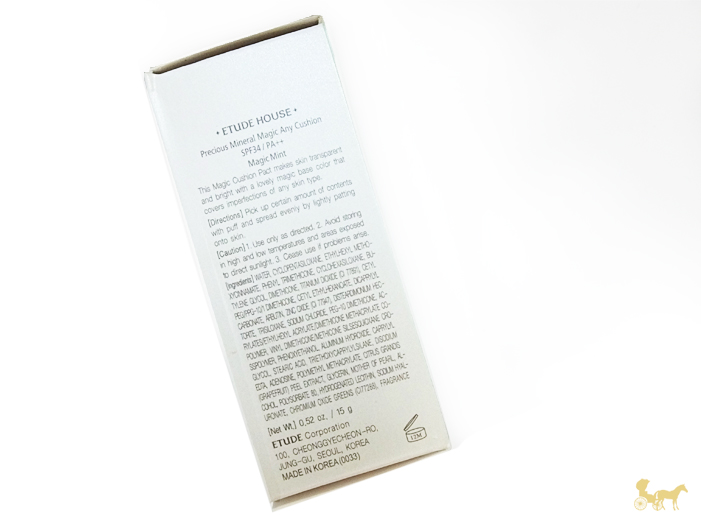 • ETUDE HOUSE •
Precious Mineral Magic Any Cushion
SPF34 / PA++
Magic Mint
This Magic Cushion Pact makes skin transparent
and bright with a lovely magic base color that
covers imperfections of any skin type.
[Directions] Pick up certain amount of contents
with puff and spread evenly by lightly patting
onto skin.
[Caution] 1. Use only as directed. 2. Avoid storing
in high and low temperatures and areas exposed
to direct sunlight. 3. Cease use if problems arise.
[Ingredients] WATER, CYCLOPENTASILOXANE, ETHYLHEXYL METHO-
XYCINNAMATE, PHENYL TRIMETHICONE, CYCLOHEXASILOXANE, BU-
TYLENE GLYCOL, DIMETHICONE, TITANIUM DIOXIDE (CI 77891), CETYL
PEG/PPG-10/1 DIMETHICONE, CETYL ETHYLHEXANOATE, DICAPRYLYL
CARBONATE, ARBUTIN, ZINC OXIDE (CI 77947), DISTEARDIMONIUM HEC-
TORITE, TRISILOXANE, SODIUM CHLORIDE, PEG-10 DIMETHICONE, AC-
RYLATES/ETHYLHEXYL ACRYLATE/DIMETHICONE METHACRYLATE CO-
POLYMER, VINYL DIMETHICONE/METHICONE SILSESQUIOXANE CRO-
SSPOLYMER, PHENOXYETHANOL, ALUMINUM HYDROXIDE, CAPRYLYL
GLYCOL, STEARIC ACID, TRIETHOXYCAPRYLYLSILANE, DISODIUM
EDTA, ADENOSINE, POLYMETHYL METHACRYLATE, CITRUS GRANDIS
(GRAPEFRUIT) PEEL EXTRACT, GLYCERIN, MOTHER OF PEARL, AL-
COHOL, POLYSORBATE 80, HYDROGENATED LECITHIN, SODIUM HYAL-
URONATE, CHROMIUM OXIDE GREENS (CI77288), FRAGRANCE
[Net Wt.] 0.52 oz. / 15 g
ETUDE Corporation
100, CHEONGGYECHEON-RO,
JUNG-GU, SEOUL, KOREA
MADE IN KOREA(0033)
12M